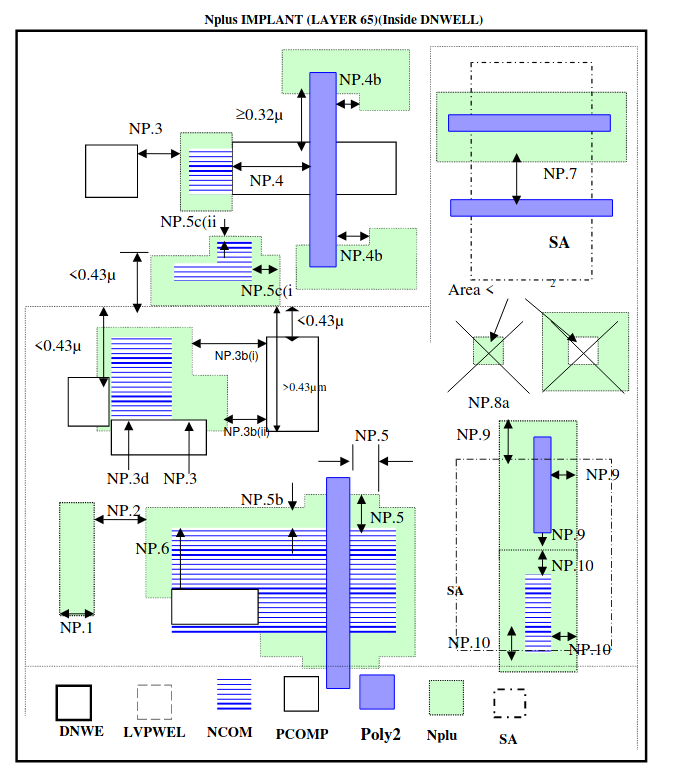 Nplus IMPLANT (LAYER 65)(Inside DNWELL)
NP.4b
≥0.32µ
NP.3
NP.4
NP.7
NP.5c(ii
NP.4b
SA
<0.43µ
NP.5c(i
Area <
2
<0.43µ
<0.43µ
NP.3b(i)
>0.43µm
NP.8a
NP.3b(ii)
NP.9
NP.5
NP.3d
NP.3
NP.9
NP.5b
NP.2
NP.5
NP.9
NP.6
NP.10
SA
NP.1
NP.10
NP.10
DNWE
LVPWEL
NCOM
PCOMP
Poly2
Nplu
SA